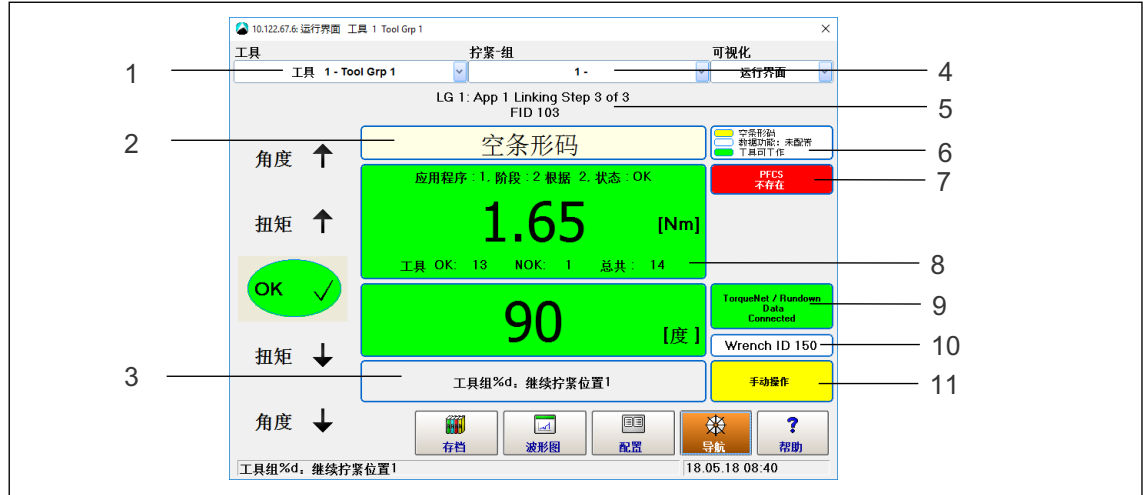 10.122.67.6: 运行界面 工具 1 Tool Grp 1
工具 拧紧-组 可视化
1 工具 1 - Tool Grp 1 1 - 运行界面 4
LG 1: App 1 Linking Step 3 of 3 5
FID 103
2 空条形码
空条形码
数据功能：未配带
工具可工作
6
角度
应用程序：1. 阶段：2 根据 2. 状态：OK
PFCS
不存在
7
扭矩
1.65 [Nm]
工具 OK: 13 NOK: 1 总共： 14 8
OK
90 [度]
TorqueNet / Rundown
Data
Connected
9
扭矩
Wrench ID 150 10
3 工具组%d，继续拧紧位置1
手动操作 11
角度
存档 波形图 配置 导航 ? 帮助
工具组%d，继续拧紧位置1 18.05.18 08:40